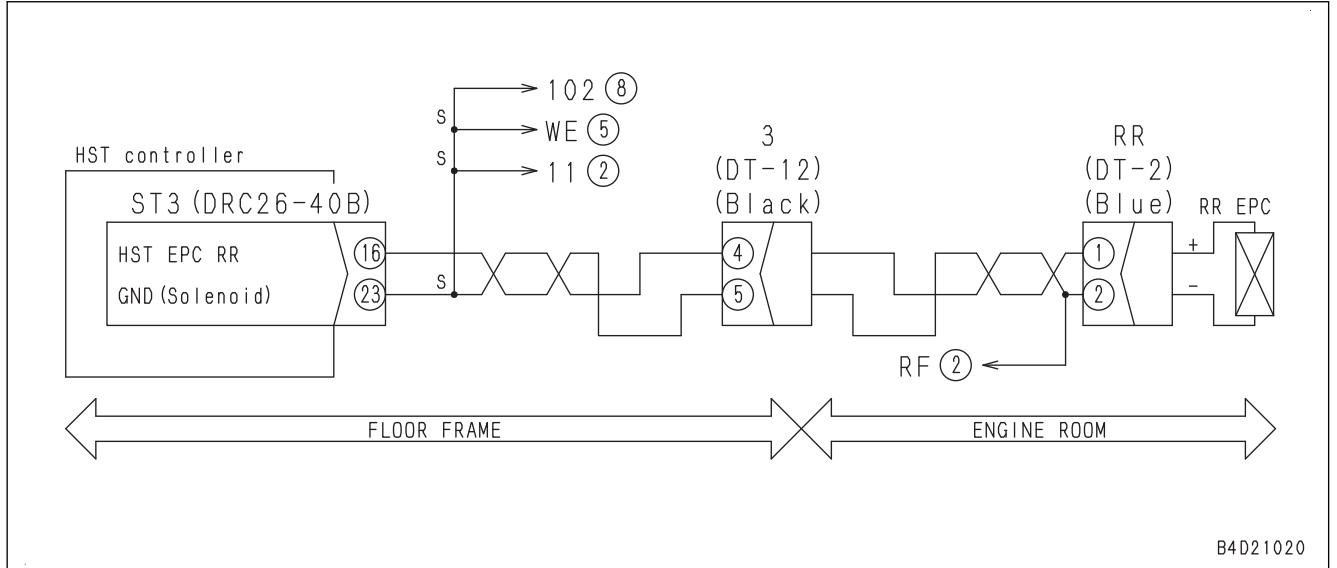 102 ⑧
S
WE ⑤
S
11 ②
HST controller
ST3 (DRC26-40B)
HST EPC RR
⑯
GND (Solenoid)
㉓
S
3
(DT-12)
(Black)
④
⑤
RR
(DT-2)
(Blue)
①
②
RR EPC
+
-
RF ②
FLOOR FRAME
ENGINE ROOM
B4D21020